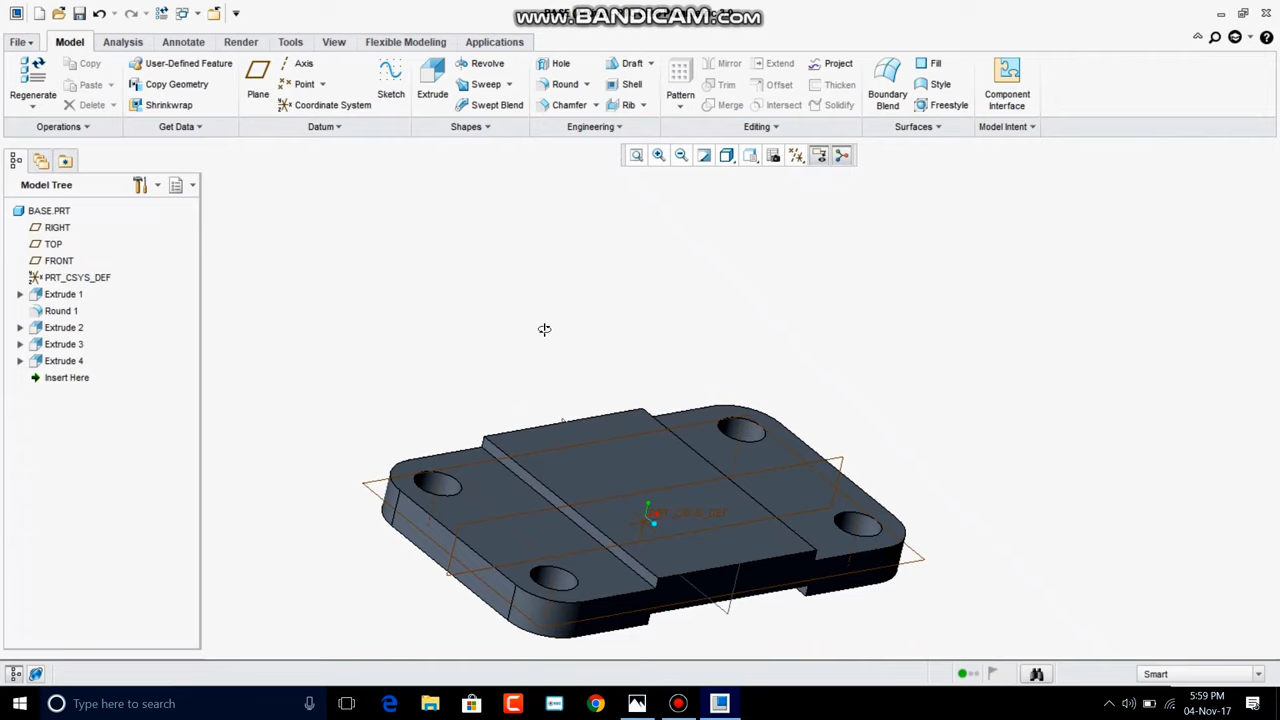 www.BANDICAM.com
File Model Analysis Annotate Render Tools View Flexible Modeling Applications
Regenerate Copy Paste Delete
User-Defined Feature
Copy Geometry
Shrinkwrap
Plane Axis Point Coordinate System Sketch
Extrude Revolve Sweep Swept Blend
Hole Round Chamfer Draft Shell Rib
Pattern Mirror Trim Merge Extend Offset Intersect Project Thicken Solidify
Boundary Blend Fill Style Freestyle
Component Interface
Operations Get Data Datum Shapes Engineering Editing Surfaces Model Intent
Model Tree
BASE.PRT
RIGHT
TOP
FRONT
PRT_CSYS_DEF
Extrude 1
Round 1
Extrude 2
Extrude 3
Extrude 4
Insert Here
PRT_CSYS_DEF
Smart
Type here to search
5:59 PM
04-Nov-17